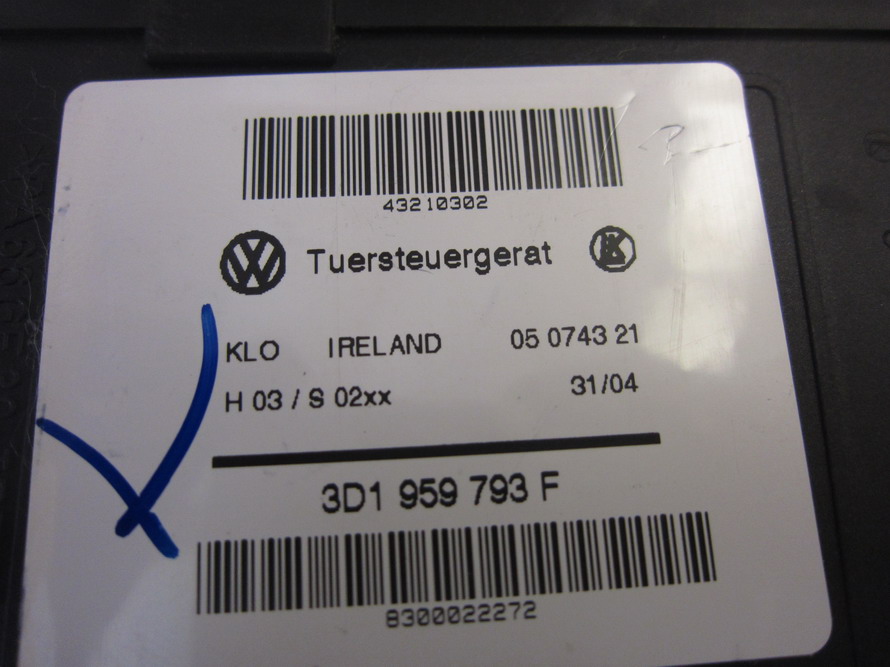 43210302
Tuersteuergerat
KLO IRELAND 05 0743 21
H 03 / S 02xx 31/04
3D1 959 793 F
8300022272